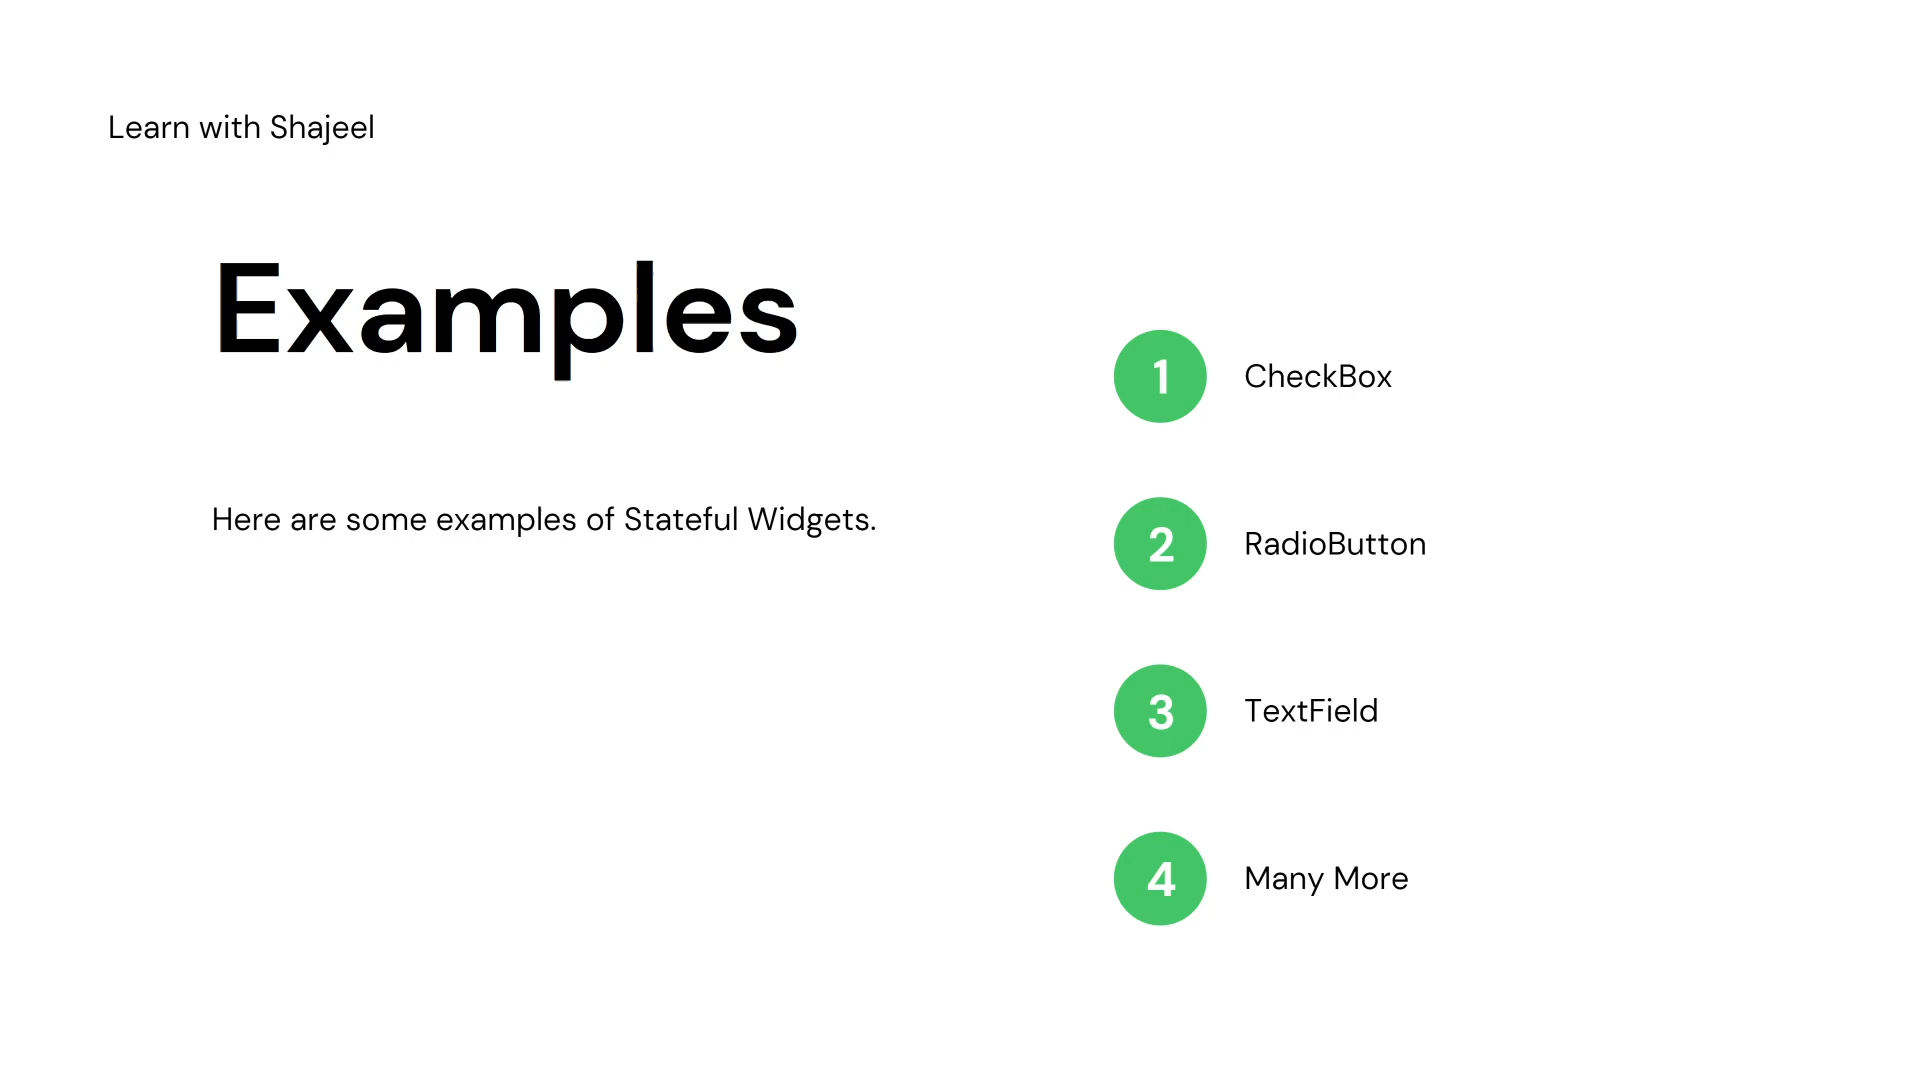 Learn with Shajeel
Examples
Here are some examples of Stateful Widgets.
1 CheckBox
2 RadioButton
3 TextField
4 Many More